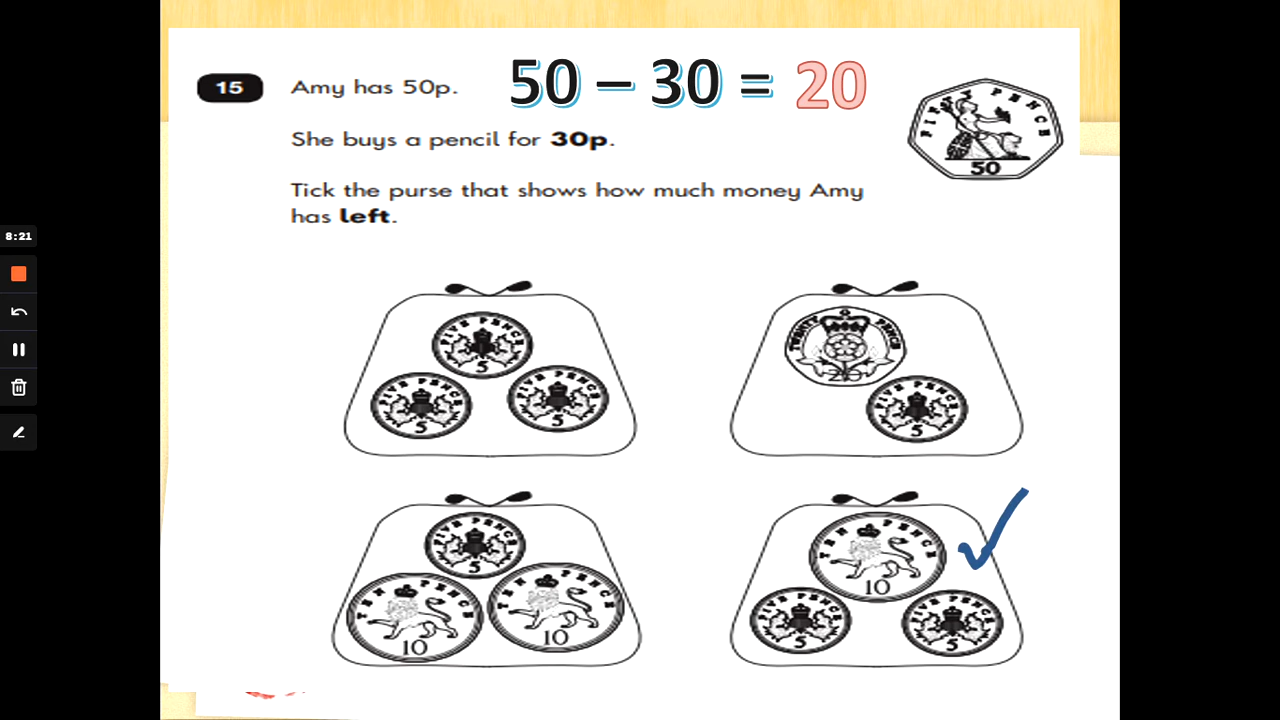 15 Amy has 50p. 50 – 30 = 20
She buys a pencil for 30p.
Tick the purse that shows how much money Amy
has left.
FIFTY PENCE
50
8:21
FIVE PENCE
5
FIVE PENCE
5
FIVE PENCE
5
TWENTY PENCE
20
FIVE PENCE
5
FIVE PENCE
5
TEN PENCE
10
TEN PENCE
10
TEN PENCE
10
FIVE PENCE
5
FIVE PENCE
5